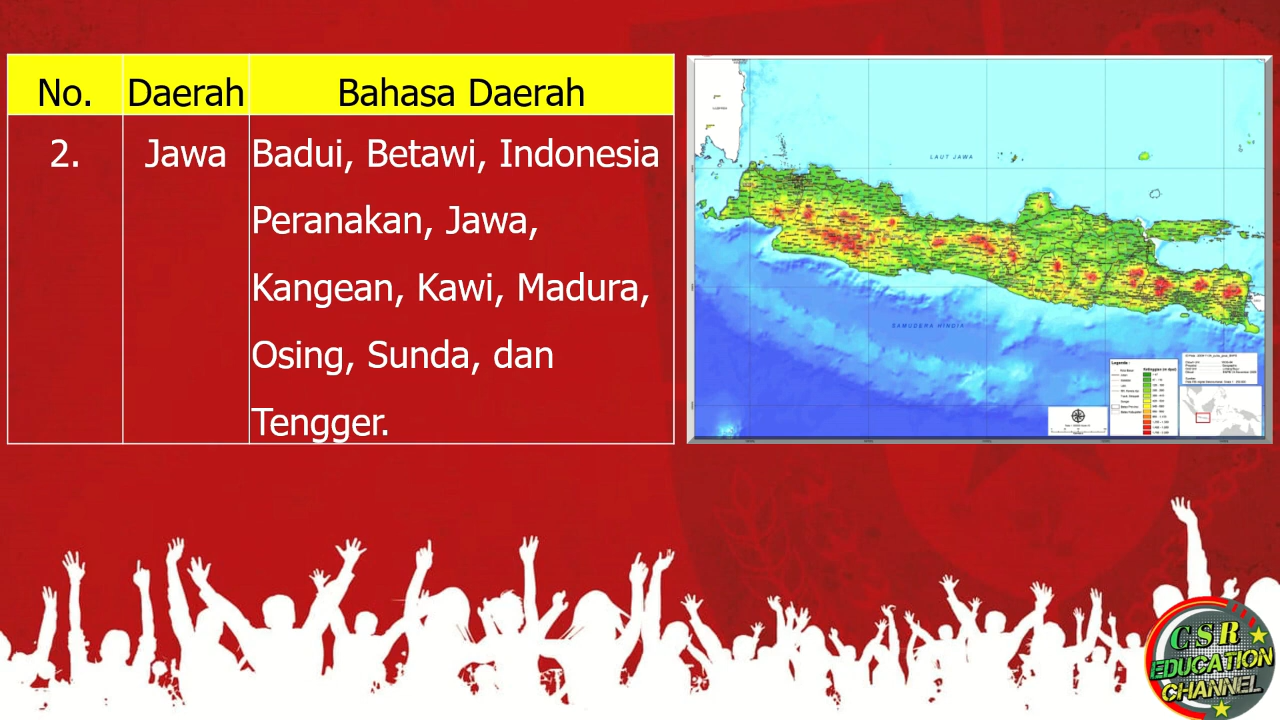 No. Daerah Bahasa Daerah
2. Jawa Badui, Betawi, Indonesia
Peranakan, Jawa,
Kangean, Kawi, Madura,
Osing, Sunda, dan
Tengger.
LAUT JAWA
SAMUDERA HINDIA
Legenda :
CSR
EDUCATION
CHANNEL